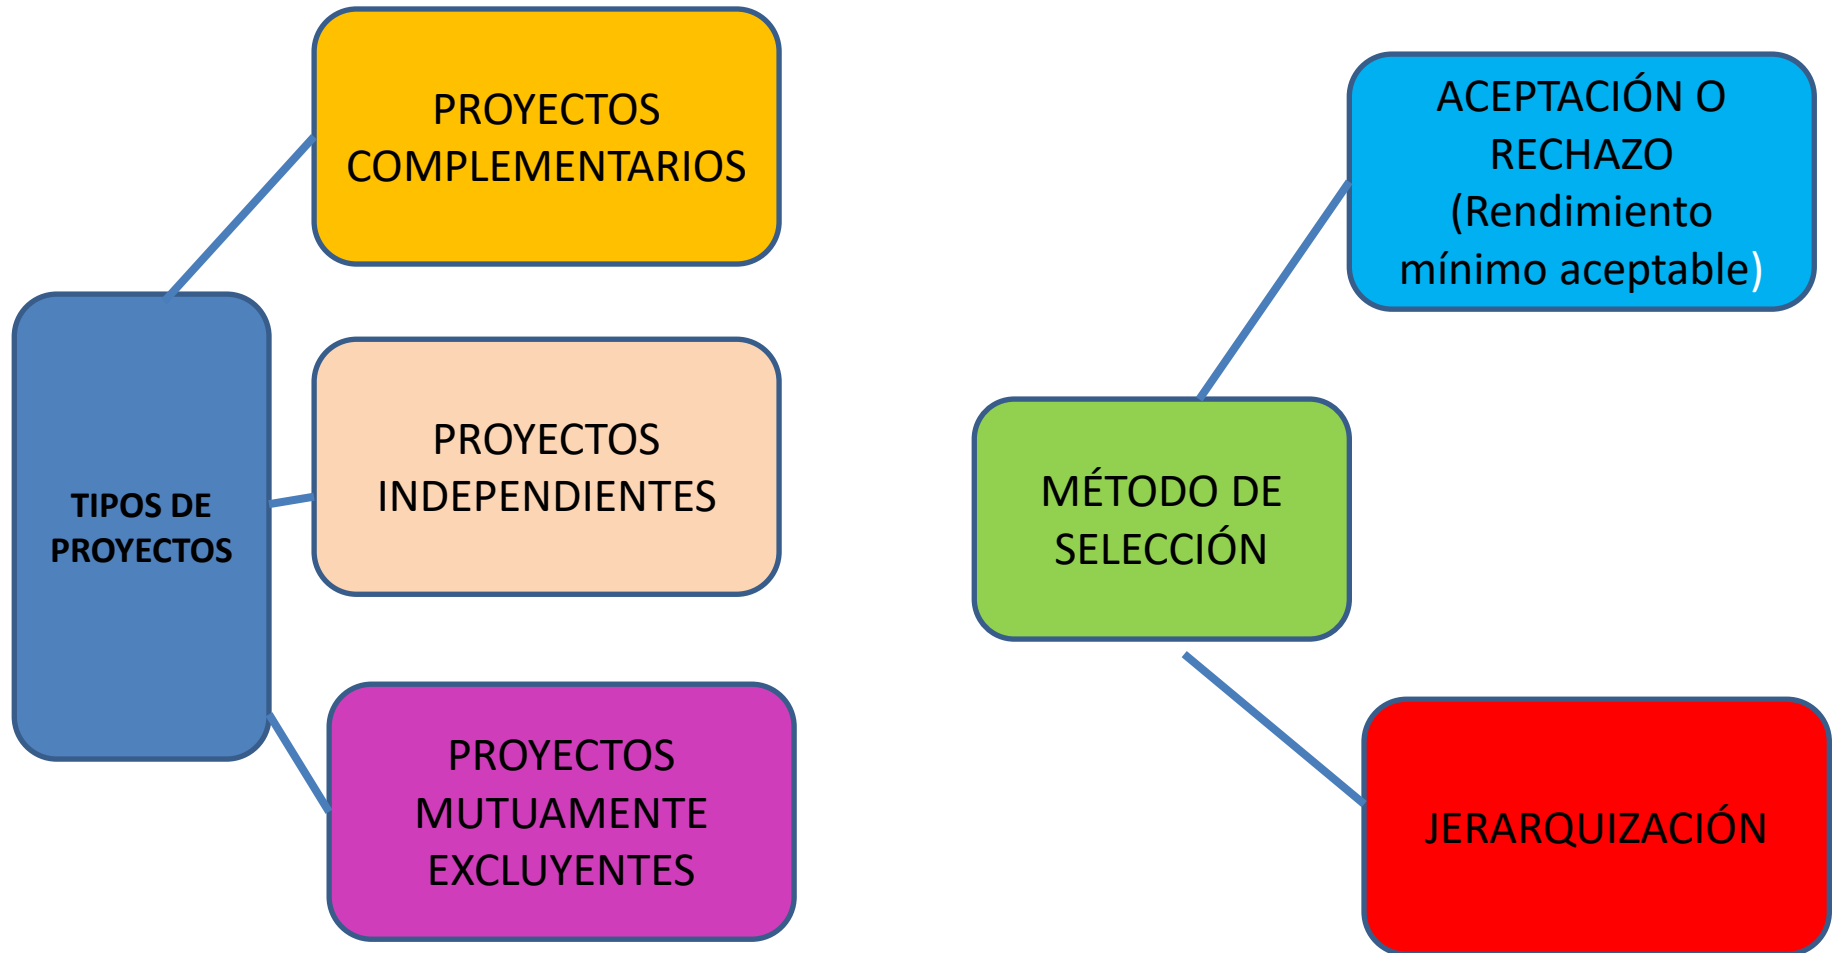 PROYECTOS
COMPLEMENTARIOS
TIPOS DE
PROYECTOS
PROYECTOS
INDEPENDIENTES
PROYECTOS
MUTUAMENTE
EXCLUYENTES
ACEPTACIÓN O
RECHAZO
(Rendimiento
mínimo aceptable)
MÉTODO DE
SELECCIÓN
JERARQUIZACIÓN